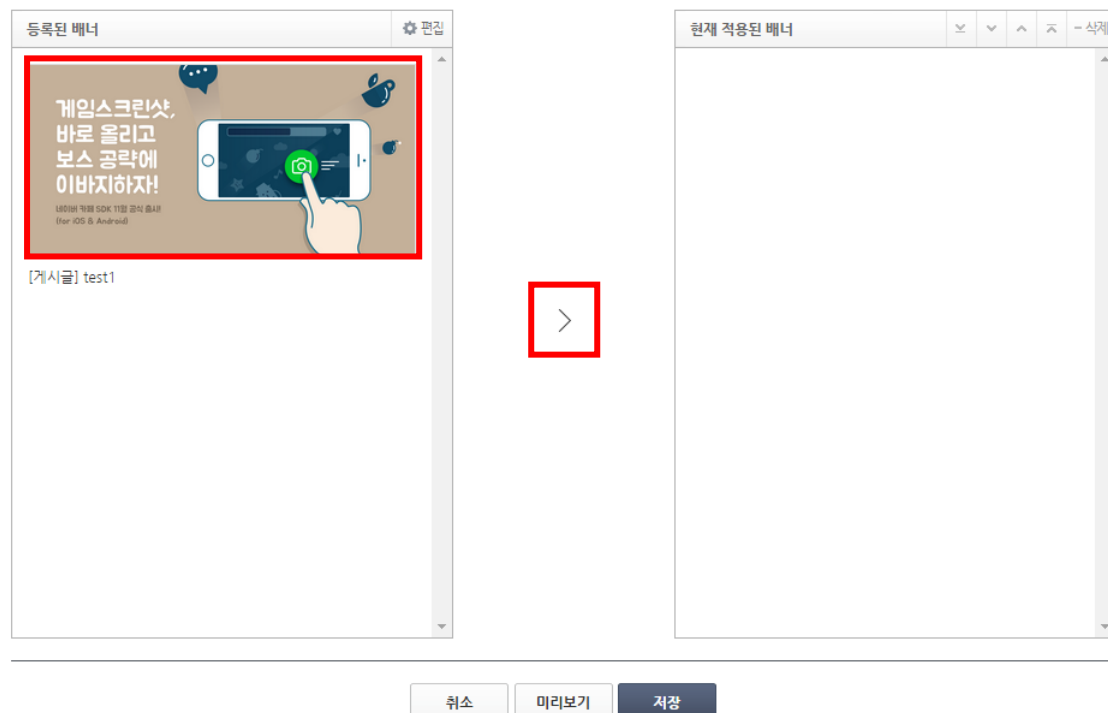 등록된 배너
편집
현재 적용된 배너
- 삭제
게임스크린샷,
바로 올리고
보스 공략에
이바지하자!
네이버 카페 SDK 11월 공식 출시!
(for iOS & Android)
[게시글] test1
취소
미리보기
저장